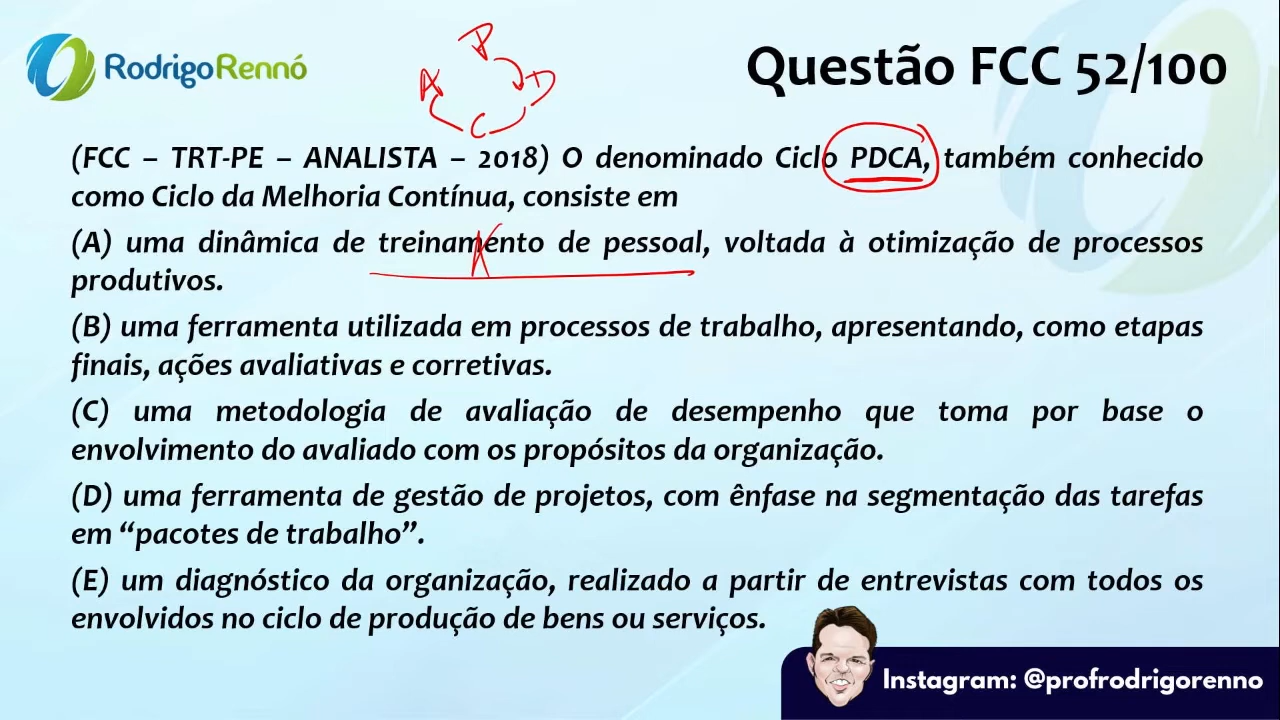 RodrigoRennó
Questão FCC 52/100
P
A D
C
(FCC – TRT-PE – ANALISTA – 2018) O denominado Ciclo PDCA, também conhecido
como Ciclo da Melhoria Contínua, consiste em
(A) uma dinâmica de treinamento de pessoal, voltada à otimização de processos
produtivos.
(B) uma ferramenta utilizada em processos de trabalho, apresentando, como etapas
finais, ações avaliativas e corretivas.
(C) uma metodologia de avaliação de desempenho que toma por base o
envolvimento do avaliado com os propósitos da organização.
(D) uma ferramenta de gestão de projetos, com ênfase na segmentação das tarefas
em “pacotes de trabalho”.
(E) um diagnóstico da organização, realizado a partir de entrevistas com todos os
envolvidos no ciclo de produção de bens ou serviços.
Instagram: @profrodrigorenno